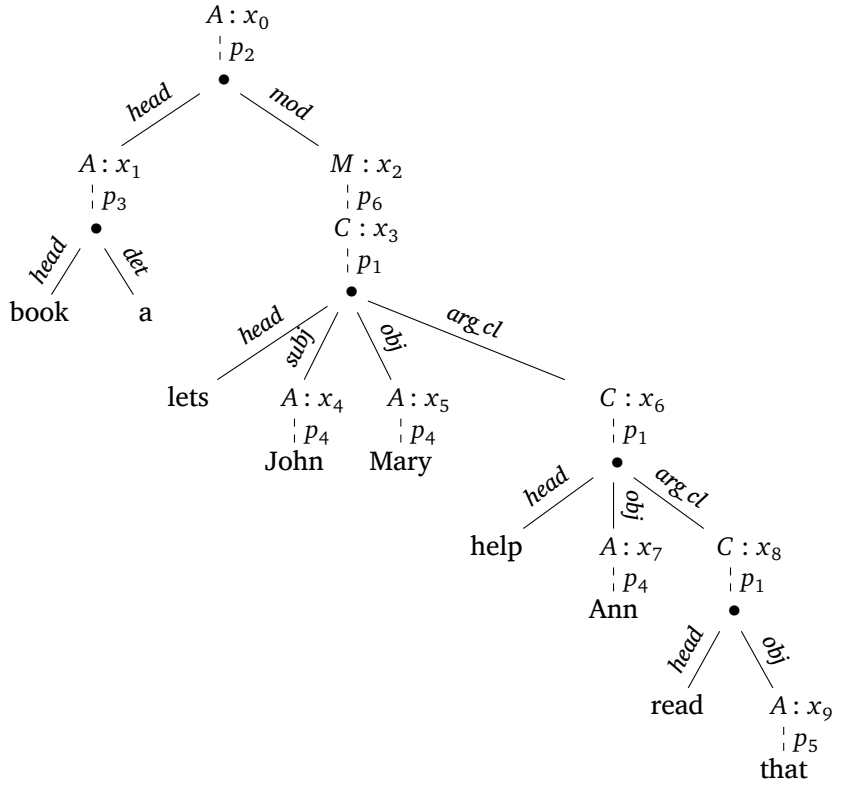 A : x₀
p₂
head mod
A : x₁ M : x₂
p₃ p₆
C : x₃
head det p₁
book a
head subj obj arg cl
lets A : x₄ A : x₅ C : x₆
p₄ p₄ p₁
John Mary
head obj arg cl
help A : x₇ C : x₈
p₄ p₁
Ann
head obj
read A : x₉
p₅
that